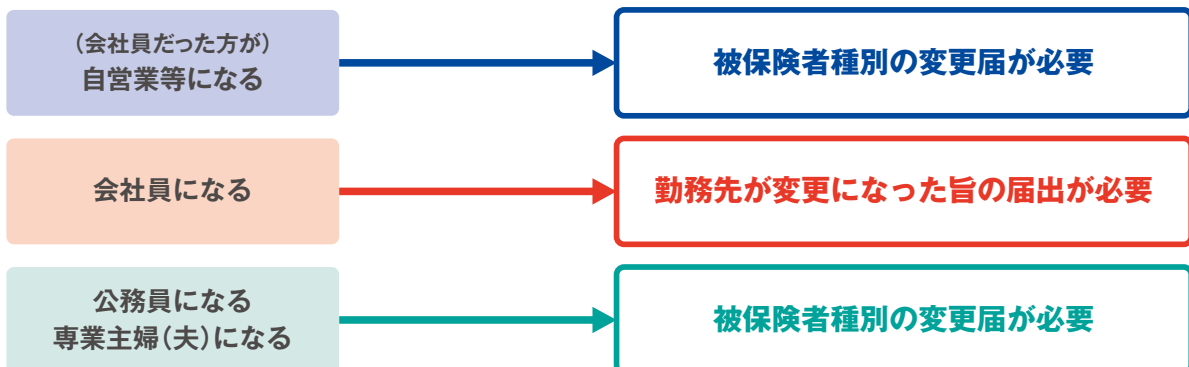 （会社員だった方が）
自営業等になる
被保険者種別の変更届が必要
会社員になる
勤務先が変更になった旨の届出が必要
公務員になる
専業主婦（夫）になる
被保険者種別の変更届が必要